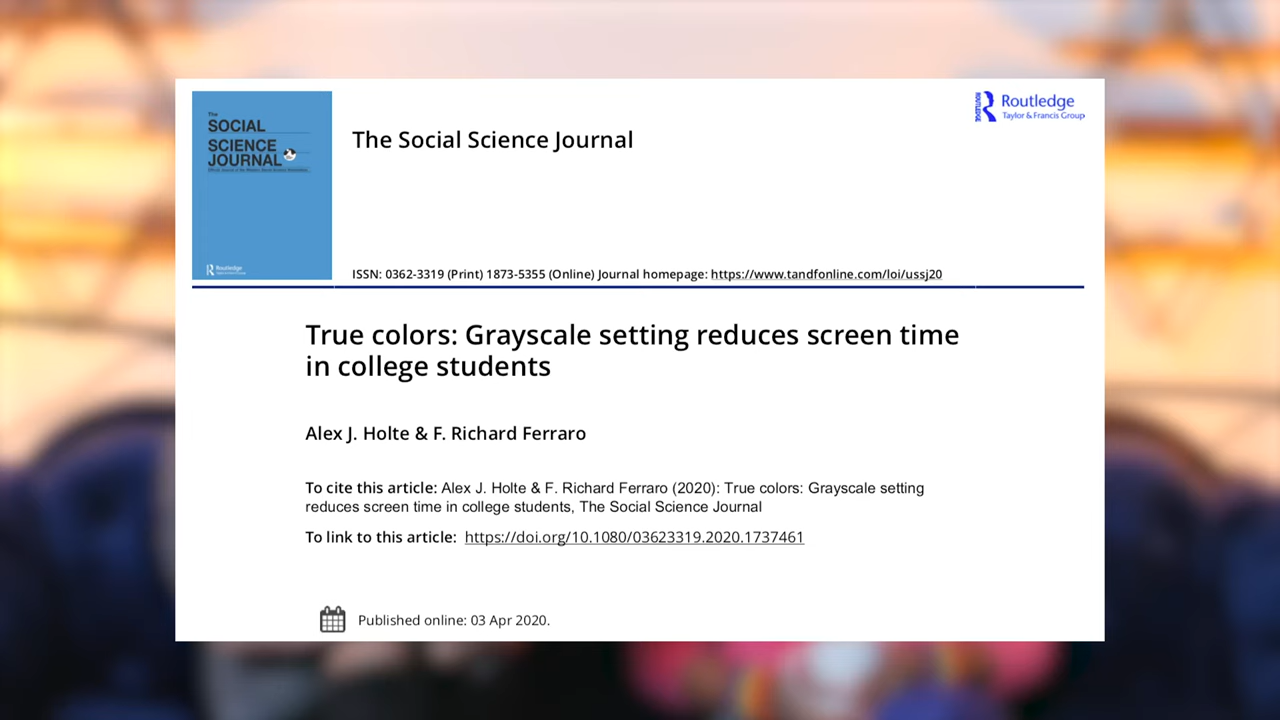 The
SOCIAL
SCIENCE
JOURNAL
Routledge
The Social Science Journal
ROUTLEDGE
Routledge
Taylor & Francis Group
ISSN: 0362-3319 (Print) 1873-5355 (Online) Journal homepage: https://www.tandfonline.com/loi/ussj20
True colors: Grayscale setting reduces screen time
in college students
Alex J. Holte & F. Richard Ferraro
To cite this article: Alex J. Holte & F. Richard Ferraro (2020): True colors: Grayscale setting
reduces screen time in college students, The Social Science Journal
To link to this article: https://doi.org/10.1080/03623319.2020.1737461
Published online: 03 Apr 2020.